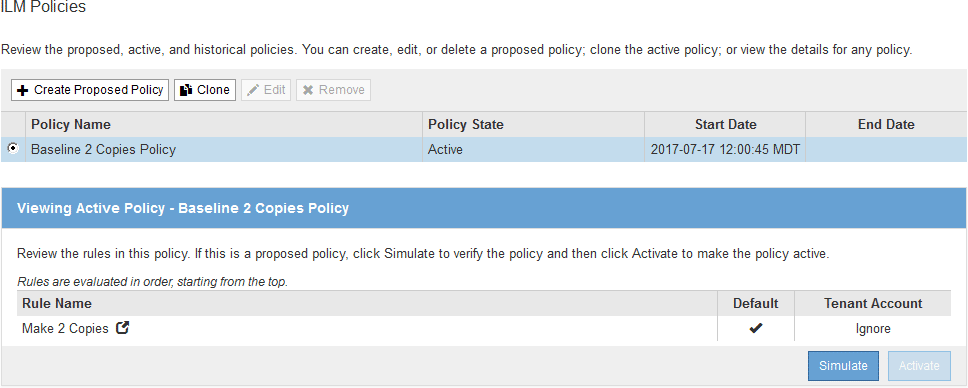 ILM Policies
Review the proposed, active, and historical policies. You can create, edit, or delete a proposed policy; clone the active policy; or view the details for any policy.
Create Proposed Policy Clone Edit Remove
Policy Name Policy State Start Date End Date
Baseline 2 Copies Policy Active 2017-07-17 12:00:45 MDT
Viewing Active Policy - Baseline 2 Copies Policy
Review the rules in this policy. If this is a proposed policy, click Simulate to verify the policy and then click Activate to make the policy active.
Rules are evaluated in order, starting from the top.
Rule Name Default Tenant Account
Make 2 Copies Ignore
Simulate Activate